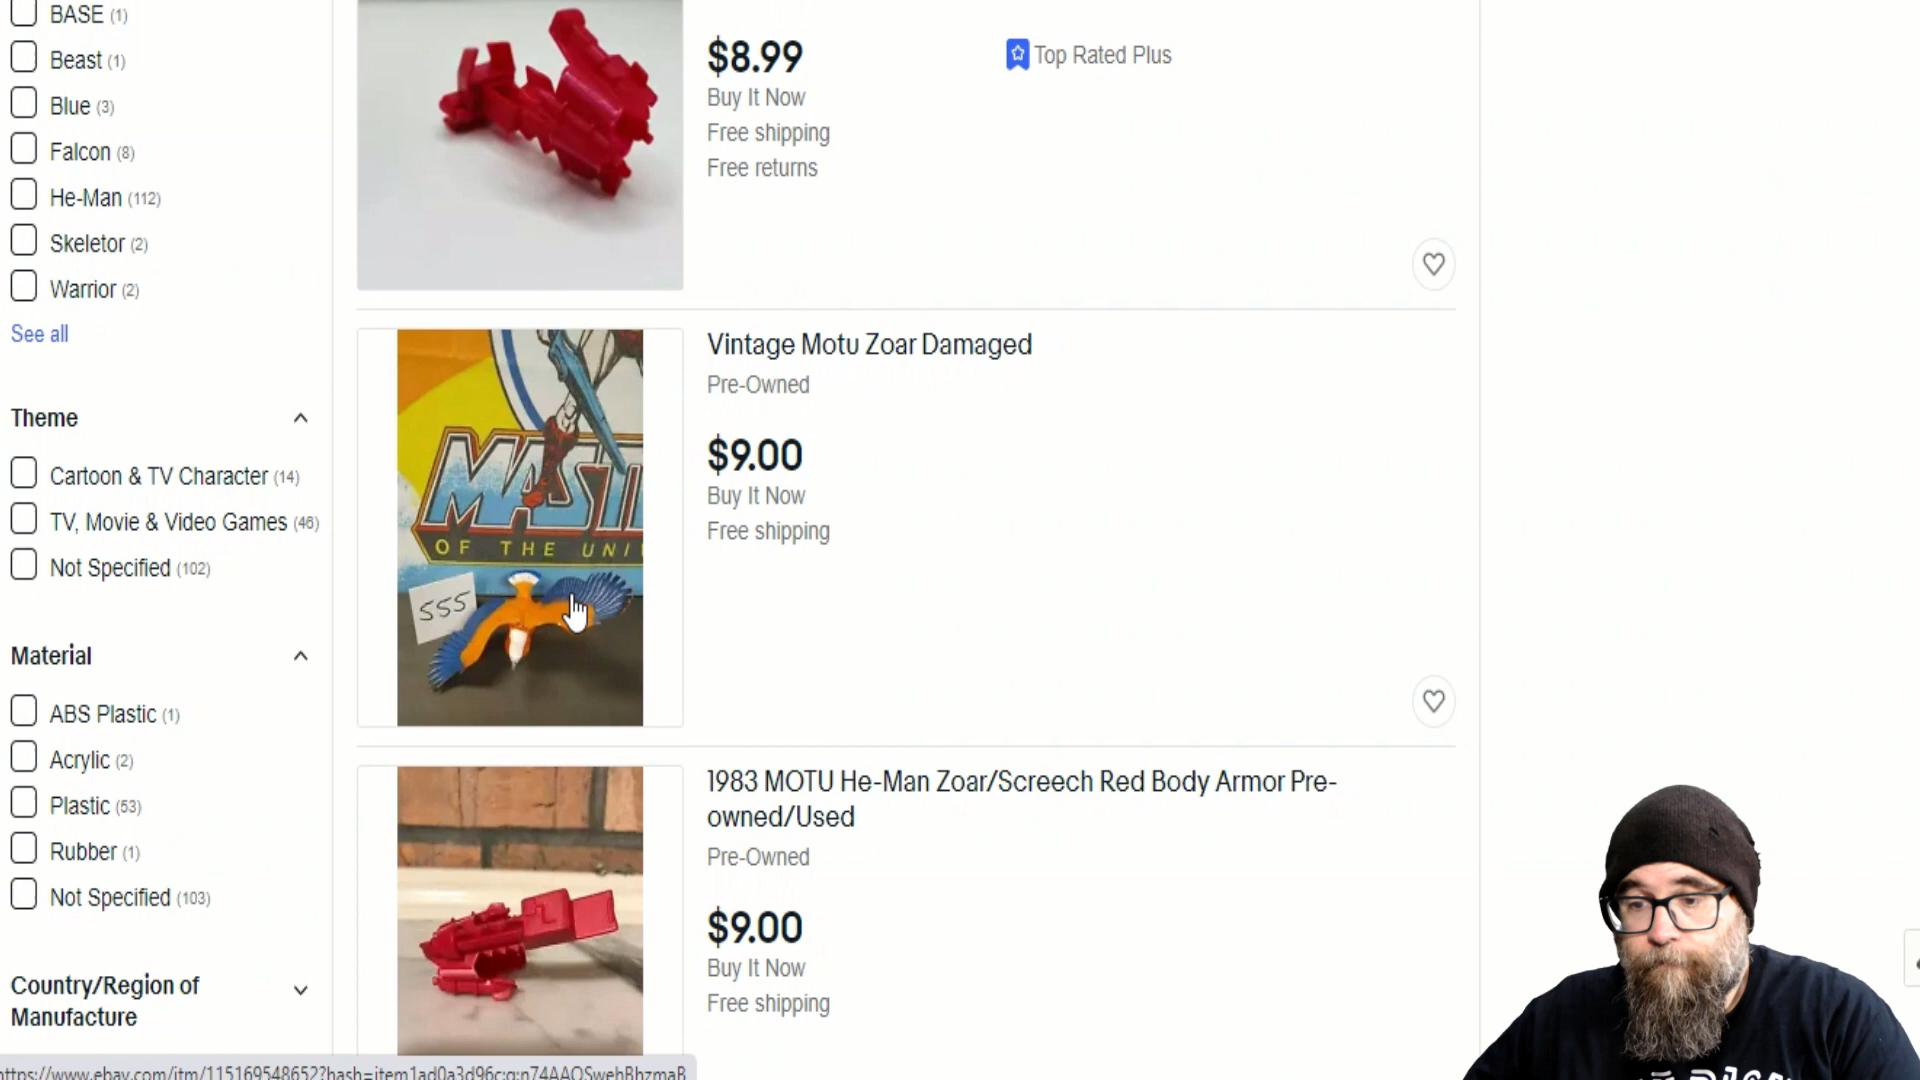 BASE (1)
Beast (1)
Blue (3)
Falcon (8)
He-Man (112)
Skeletor (2)
Warrior (2)
See all
Theme
Cartoon & TV Character (14)
TV, Movie & Video Games (46)
Not Specified (102)
Material
ABS Plastic (1)
Acrylic (2)
Plastic (53)
Rubber (1)
Not Specified (103)
Country/Region of
Manufacture
$8.99
Top Rated Plus
Buy It Now
Free shipping
Free returns
MASTE
OF THE UNI
555
Vintage Motu Zoar Damaged
Pre-Owned
$9.00
Buy It Now
Free shipping
1983 MOTU He-Man Zoar/Screech Red Body Armor Pre-
owned/Used
Pre-Owned
$9.00
Buy It Now
Free shipping